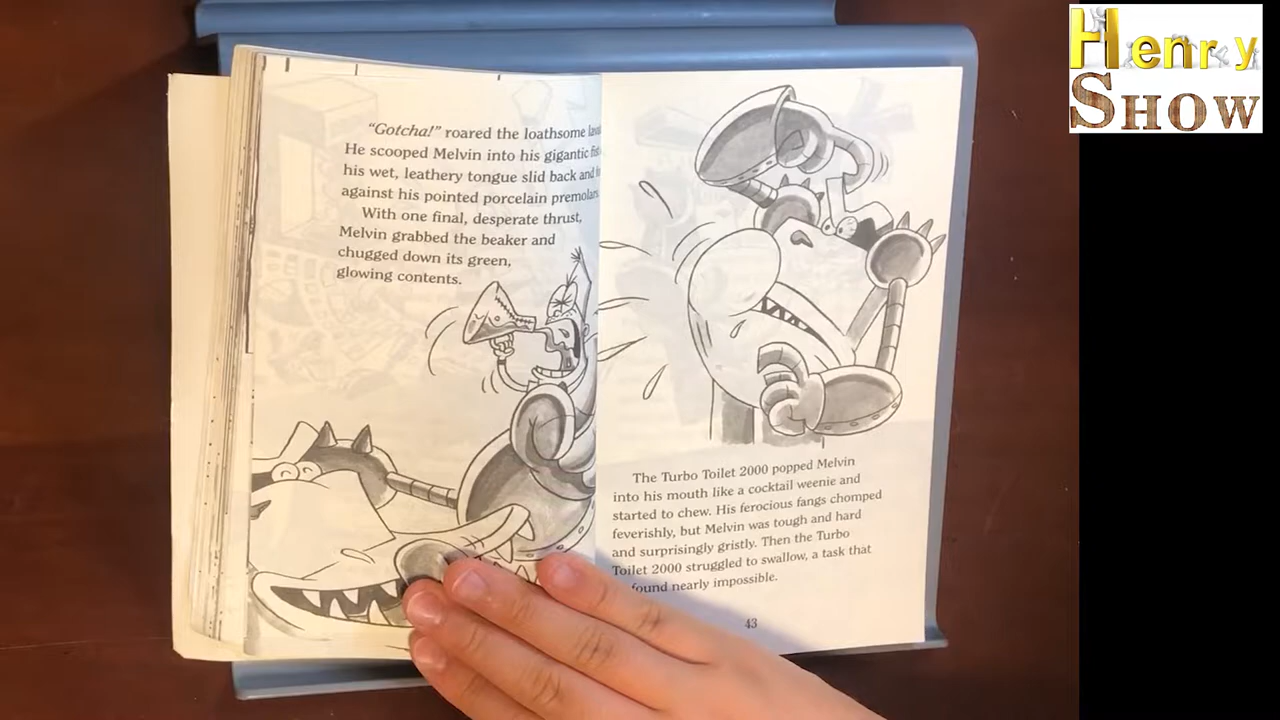 “Gotcha!” roared the loathsome
He scooped Melvin into his gigantic
his wet, leathery tongue slid back and
against his pointed porcelain premolars
With one final, desperate thrust,
Melvin grabbed the beaker and
chugged down its green,
glowing contents.
The Turbo Toilet 2000 popped Melvin
into his mouth like a cocktail weenie and
started to chew. His ferocious fangs chomped
feverishly, but Melvin was tough and hard
and surprisingly gristly. Then the Turbo
Toilet 2000 struggled to swallow, a task that
found nearly impossible.
43
Henry
SHOW